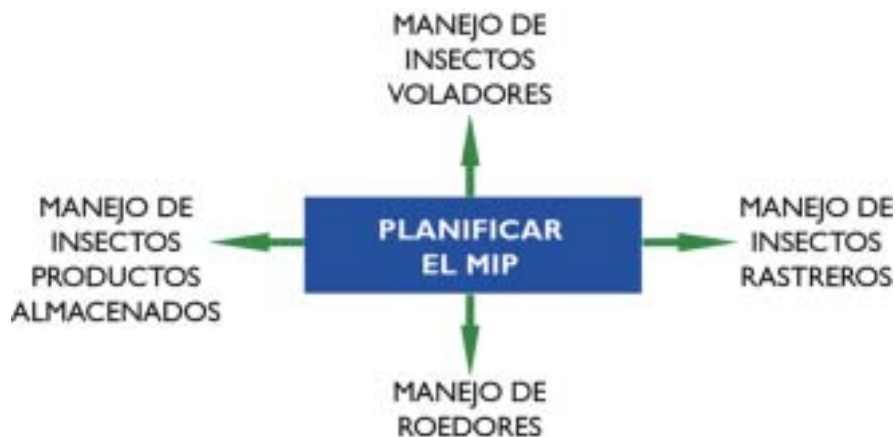 MANEJO DE
INSECTOS
VOLADORES
MANEJO DE
INSECTOS
PRODUCTOS
ALMACENADOS
PLANIFICAR
EL MIP
MANEJO DE
INSECTOS
RASTREROS
MANEJO DE
ROEDORES